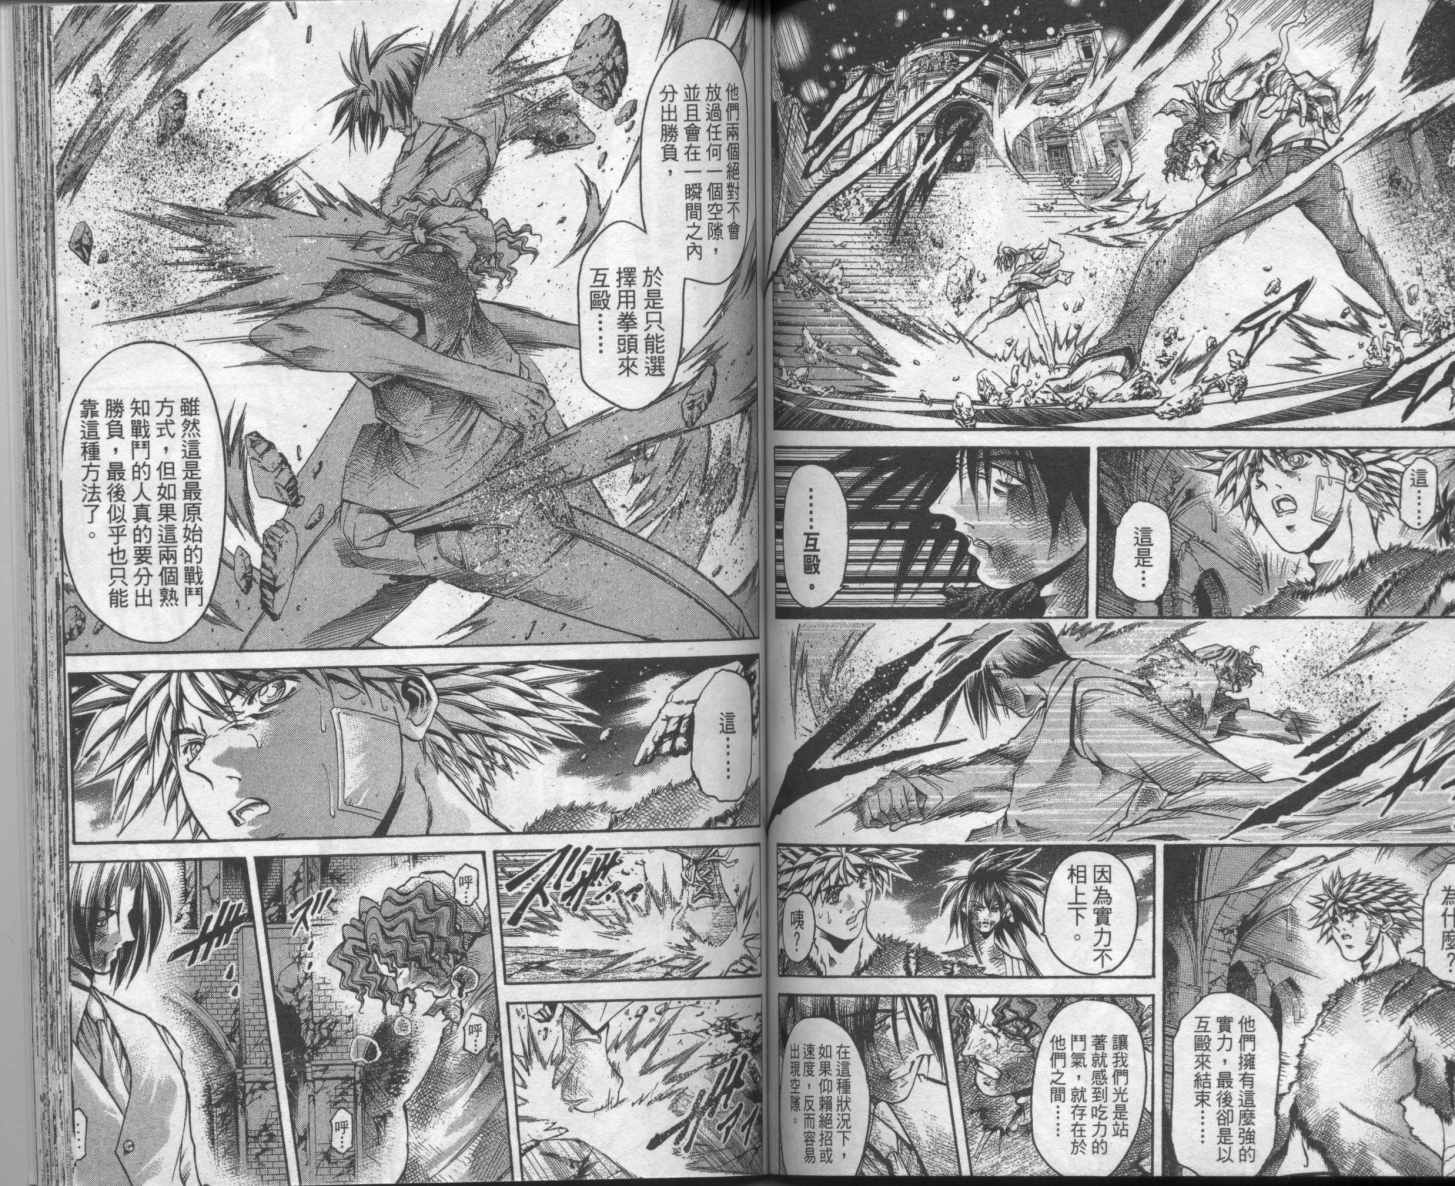 這……
這是…
……互毆。
為什麼？
他們擁有這麼強的
實力，最後卻是以
互毆來結束……
因為實力不
相上下。
咦？
讓我們光是站
著就感到吃力的
鬥氣，就存在於
他們之間……
在這種狀況下，
如果仰賴絕招或
速度，反而容易
出現空隙。
他們兩個絕對不會
放過任何一個空隙，
並且會在一瞬間之內
分出勝負，
於是只能選
擇用拳頭來
互毆……
雖然這是最原始的戰鬥
方式，但如果這兩個熟
知戰鬥的人真的要分出
勝負，最後似乎也只能
靠這種方法了。
這……
呼…
呼…
呼…
……